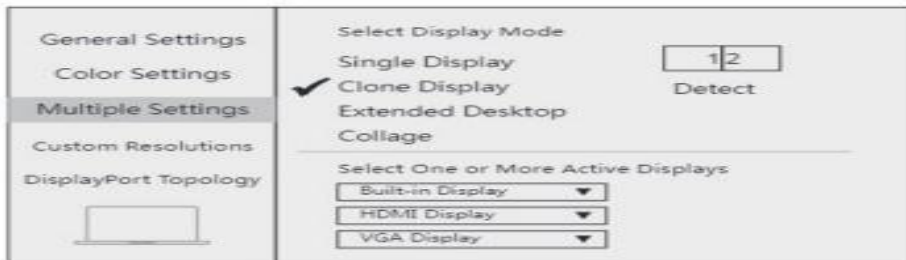 General Settings
Color Settings
Multiple Settings
Custom Resolutions
DisplayPort Topology
Select Display Mode
Single Display
✔ Clone Display
Extended Desktop
Collage
1 2
Detect
Select One or More Active Displays
Built-in Display ▼
HDMI Display ▼
VGA Display ▼